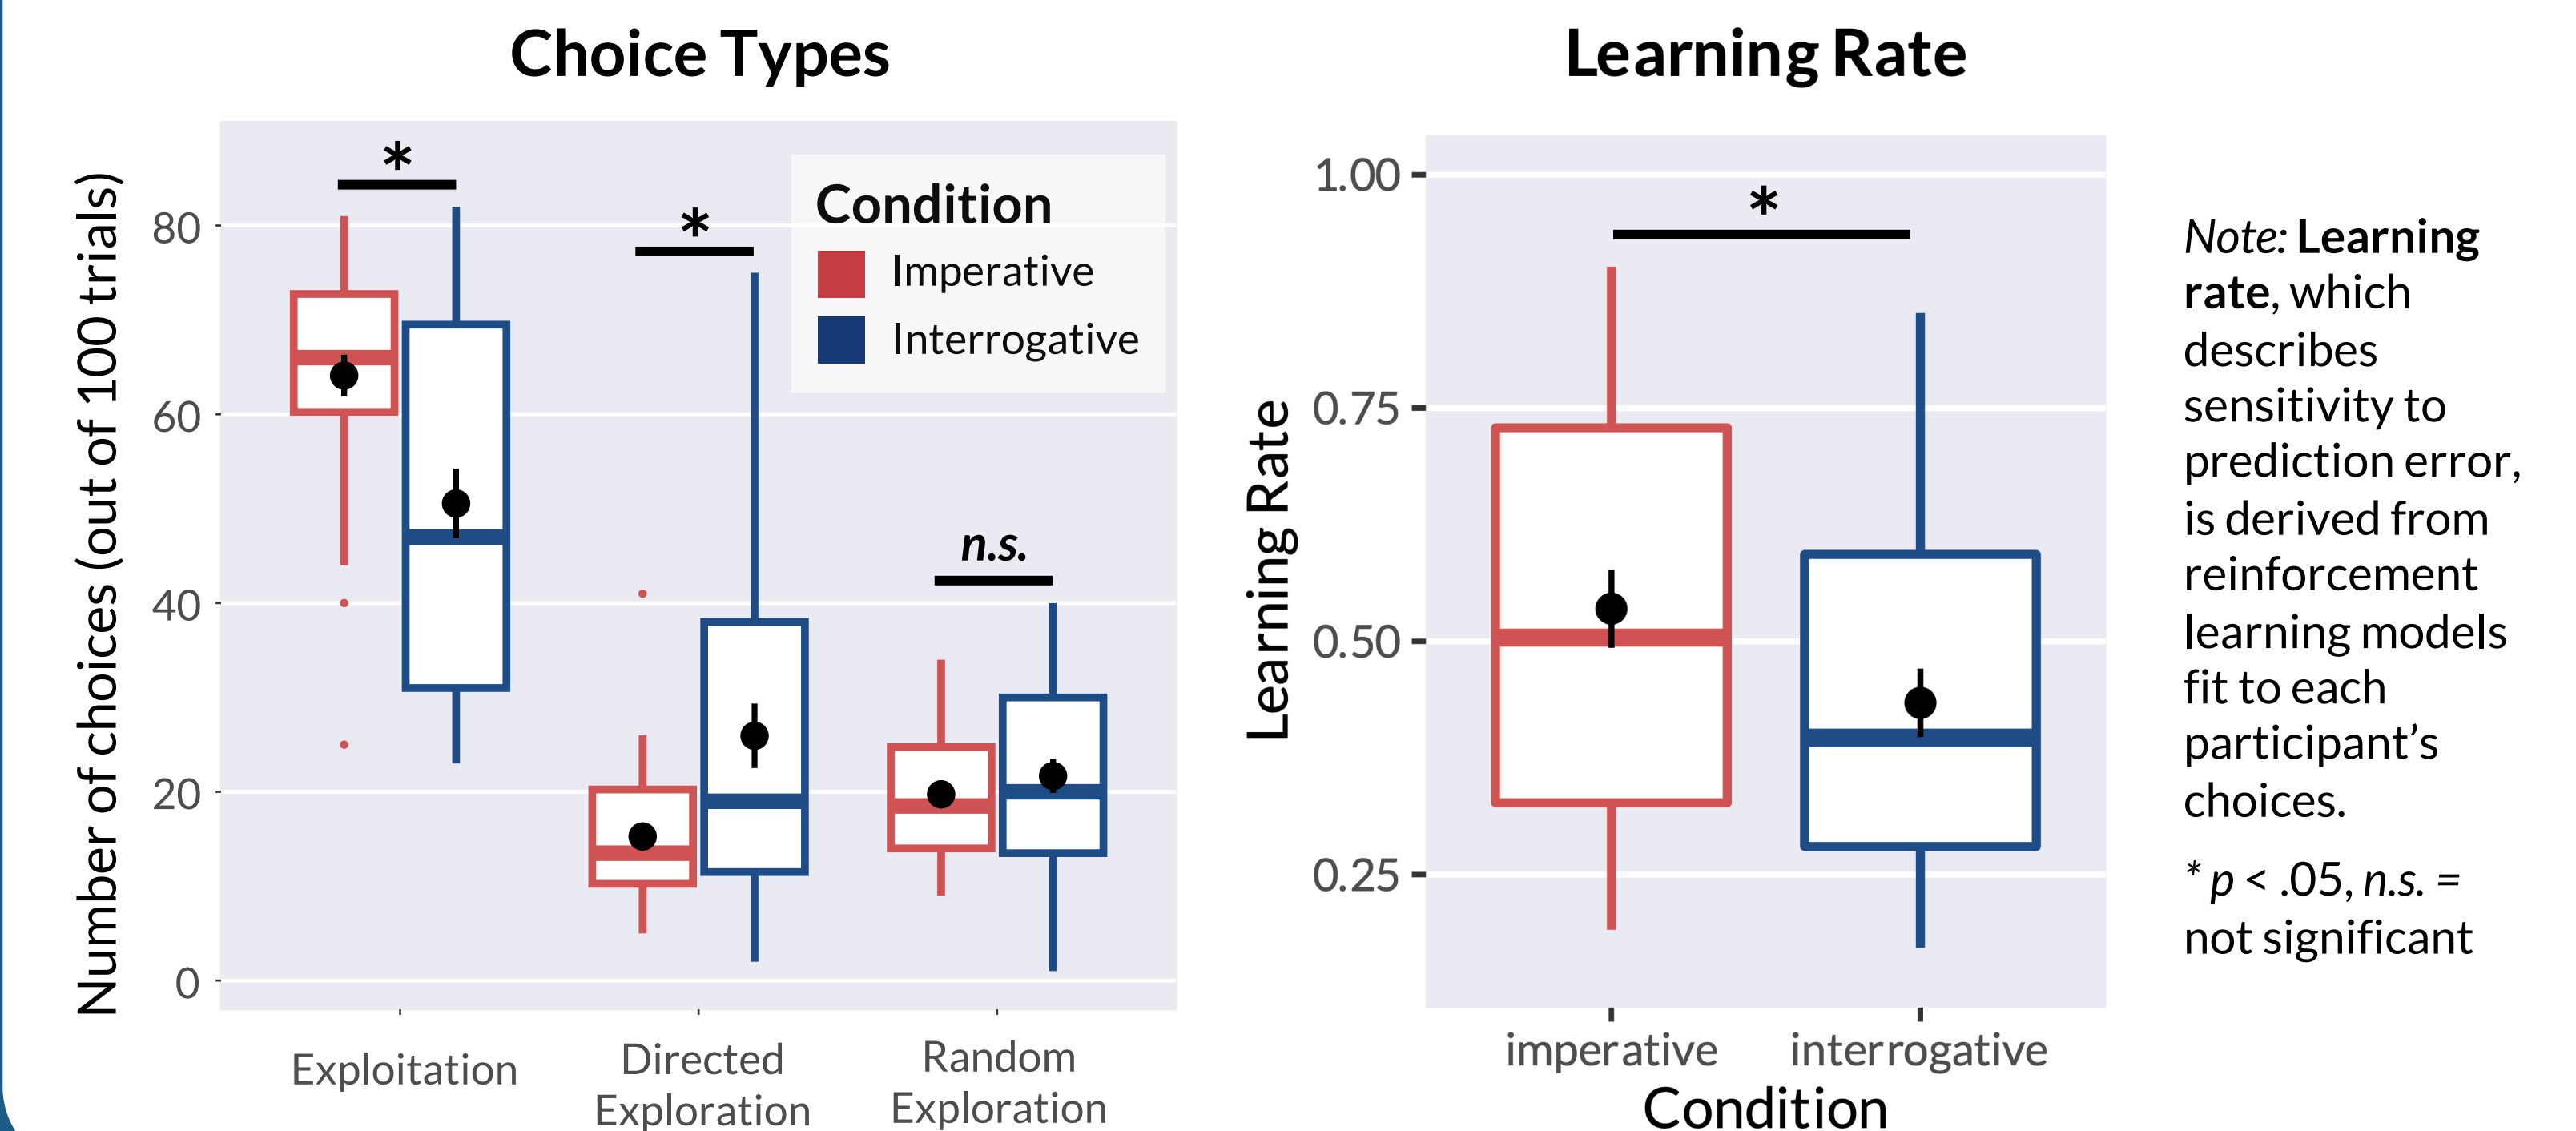 Choice Types
Number of choices (out of 100 trials)
80
60
40
20
0
*
*
n.s.
Condition
Imperative
Interrogative
Exploitation
Directed
Exploration
Random
Exploration
Learning Rate
Learning Rate
1.00
0.75
0.50
0.25
*
imperative
interrogative
Condition
Note: Learning
rate, which
describes
sensitivity to
prediction error,
is derived from
reinforcement
learning models
fit to each
participant’s
choices.
* p < .05, n.s. =
not significant